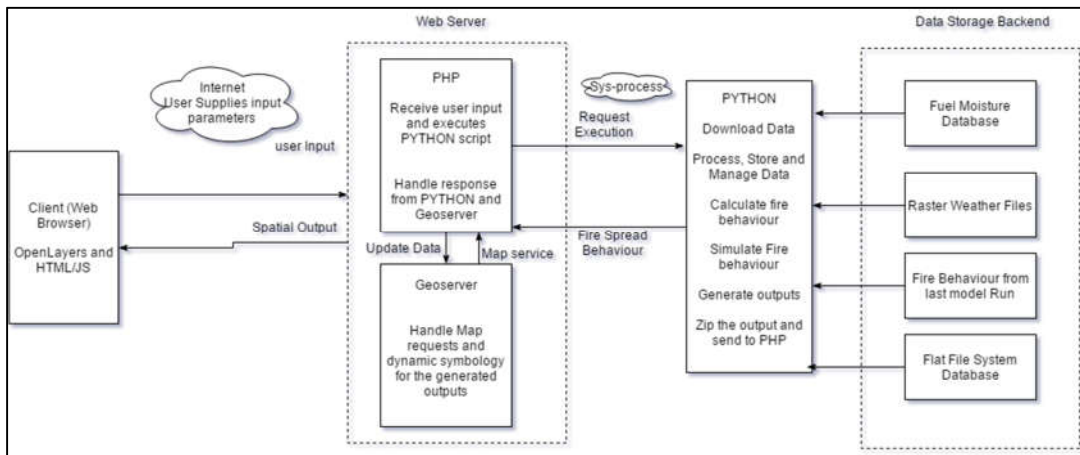 Web Server
Data Storage Backend
Internet
User Supplies input
parameters
user Input
Client (Web
Browser)
OpenLayers and
HTML/JS
Spatial Output
PHP
Receive user input
and executes
PYTHON script
Handle response
from PYTHON and
Geoserver
Update Data
Map service
Geoserver
Handle Map
requests and
dynamic symbology
for the generated
outputs
Sys-process
Request
Execution
Fire Spread
Behaviour
PYTHON
Download Data
Process, Store and
Manage Data
Calculate fire
behaviour
Simulate Fire
behaviour
Generate outputs
Zip the output and
send to PHP
Fuel Moisture
Database
Raster Weather Files
Fire Behaviour from
last model Run
Flat File System
Database